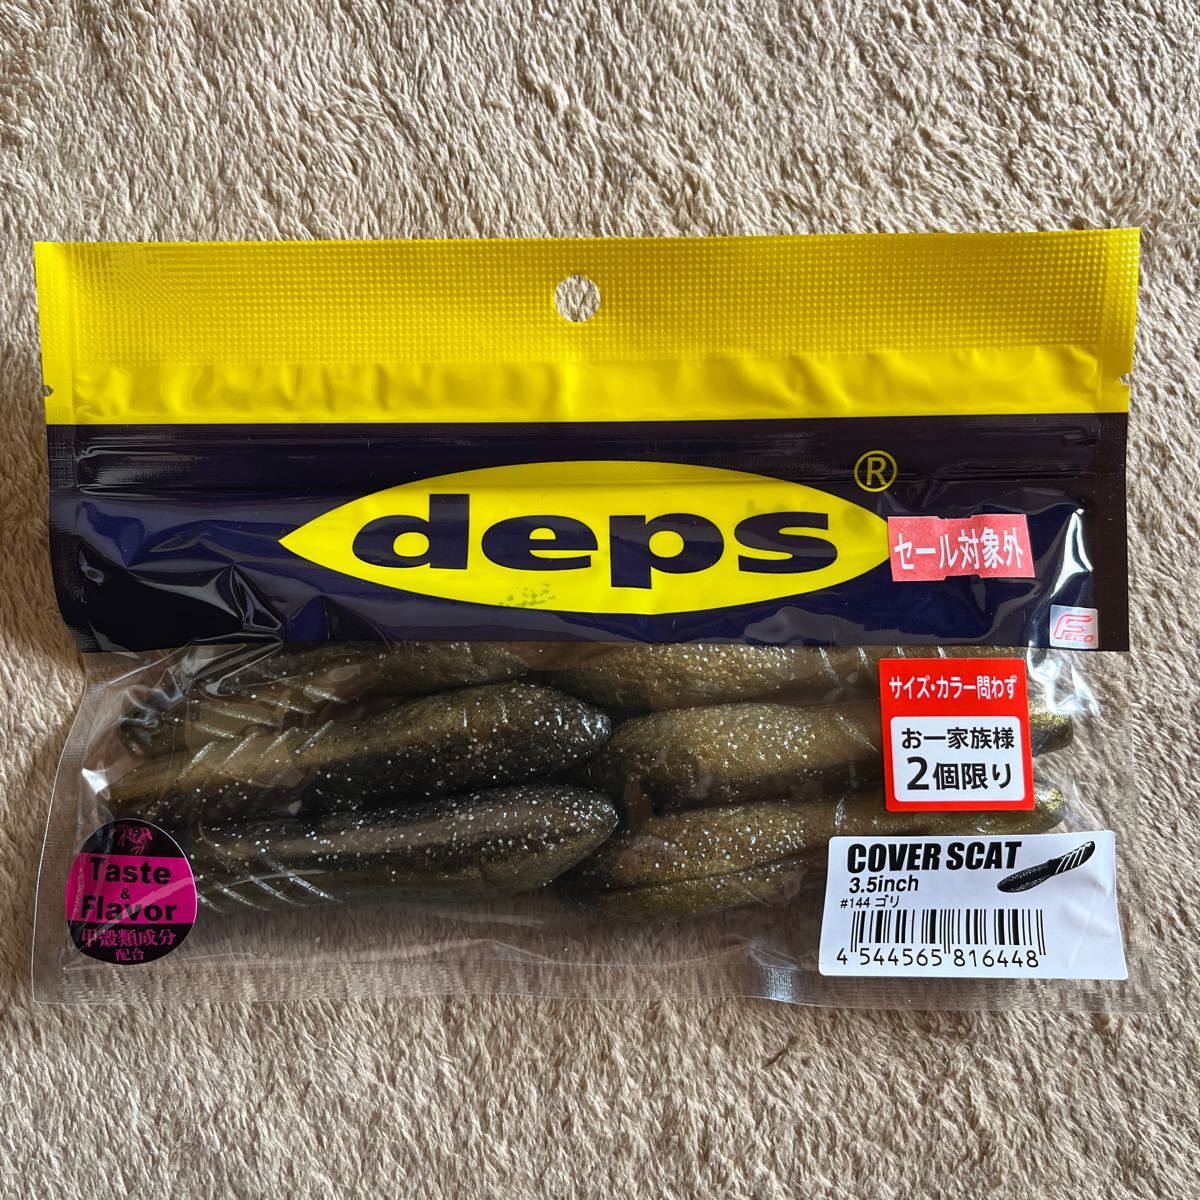 deps®
セール対象外
FECO
サイズ・カラー問わず
お一家族様
2個限り
Taste
&
Flavor
甲殻類成分
配合
COVER SCAT
3.5inch
#144 ゴリ
4 544565 816448